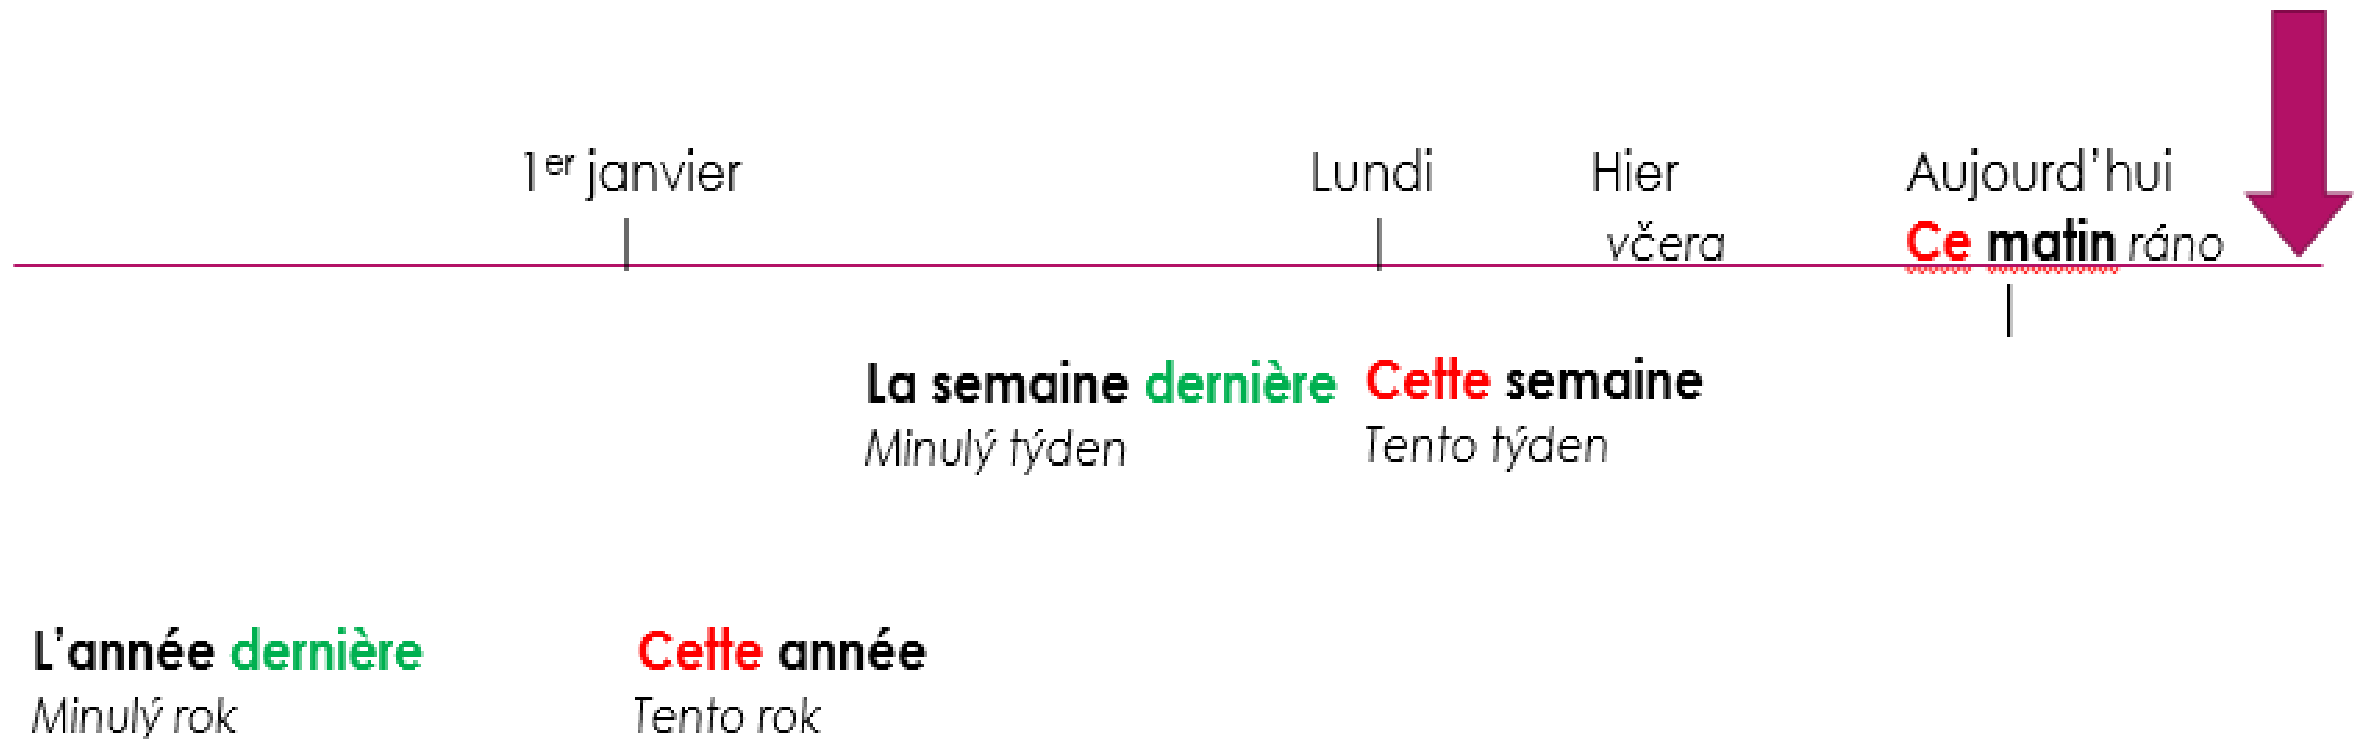 1er janvier Lundi Hier Aujourd'hui
včera Ce matin ráno
La semaine dernière Cette semaine
Minulý týden Tento týden
L'année dernière Cette année
Minulý rok Tento rok